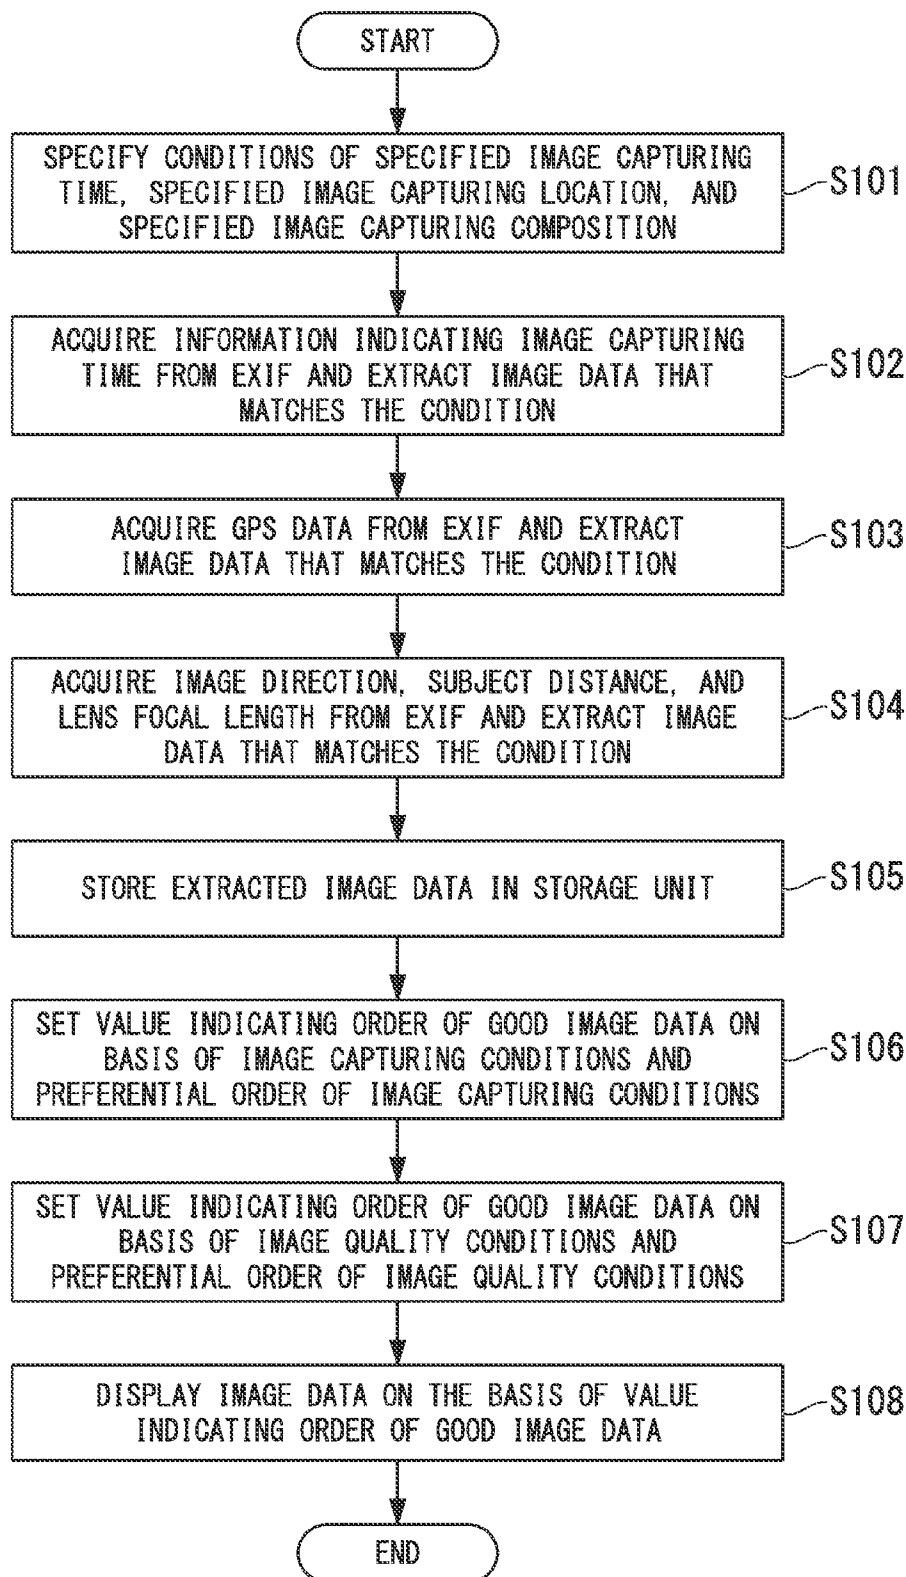 START
SPECIFY CONDITIONS OF SPECIFIED IMAGE CAPTURING
TIME, SPECIFIED IMAGE CAPTURING LOCATION, AND
SPECIFIED IMAGE CAPTURING COMPOSITION
S101
ACQUIRE INFORMATION INDICATING IMAGE CAPTURING
TIME FROM EXIF AND EXTRACT IMAGE DATA THAT
MATCHES THE CONDITION
S102
ACQUIRE GPS DATA FROM EXIF AND EXTRACT
IMAGE DATA THAT MATCHES THE CONDITION
S103
ACQUIRE IMAGE DIRECTION, SUBJECT DISTANCE, AND
LENS FOCAL LENGTH FROM EXIF AND EXTRACT IMAGE
DATA THAT MATCHES THE CONDITION
S104
STORE EXTRACTED IMAGE DATA IN STORAGE UNIT
S105
SET VALUE INDICATING ORDER OF GOOD IMAGE DATA ON
BASIS OF IMAGE CAPTURING CONDITIONS AND
PREFERENTIAL ORDER OF IMAGE CAPTURING CONDITIONS
S106
SET VALUE INDICATING ORDER OF GOOD IMAGE DATA ON
BASIS OF IMAGE QUALITY CONDITIONS AND
PREFERENTIAL ORDER OF IMAGE QUALITY CONDITIONS
S107
DISPLAY IMAGE DATA ON THE BASIS OF VALUE
INDICATING ORDER OF GOOD IMAGE DATA
S108
END